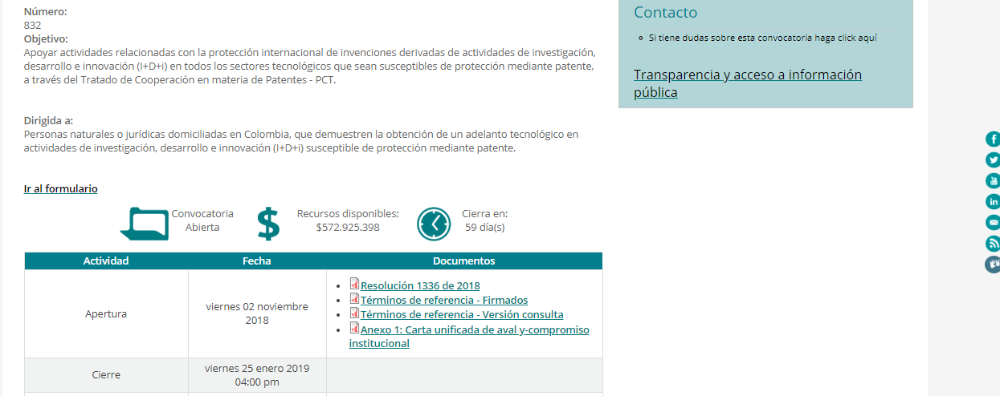 Número:
832
Objetivo:
Apoyar actividades relacionadas con la protección internacional de invenciones derivadas de actividades de investigación,
desarrollo e innovación (I+D+i) en todos los sectores tecnológicos que sean susceptibles de protección mediante patente,
a través del Tratado de Cooperación en materia de Patentes - PCT.
Dirigida a:
Personas naturales o jurídicas domiciliadas en Colombia, que demuestren la obtención de un adelanto tecnológico en
actividades de investigación, desarrollo e innovación (I+D+i) susceptible de protección mediante patente.
Ir al formulario
Convocatoria
Abierta
Recursos disponibles:
$572.925.398
Cierra en:
59 día(s)
Actividad Fecha Documentos
Apertura
viernes 02 noviembre
2018
Resolución 1336 de 2018
Términos de referencia - Firmados
Términos de referencia - Versión consulta
Anexo 1: Carta unificada de aval y-compromiso
institucional
Cierre
viernes 25 enero 2019
04:00 pm
Contacto
Si tiene dudas sobre esta convocatoria haga click aquí
Transparencia y acceso a información
pública